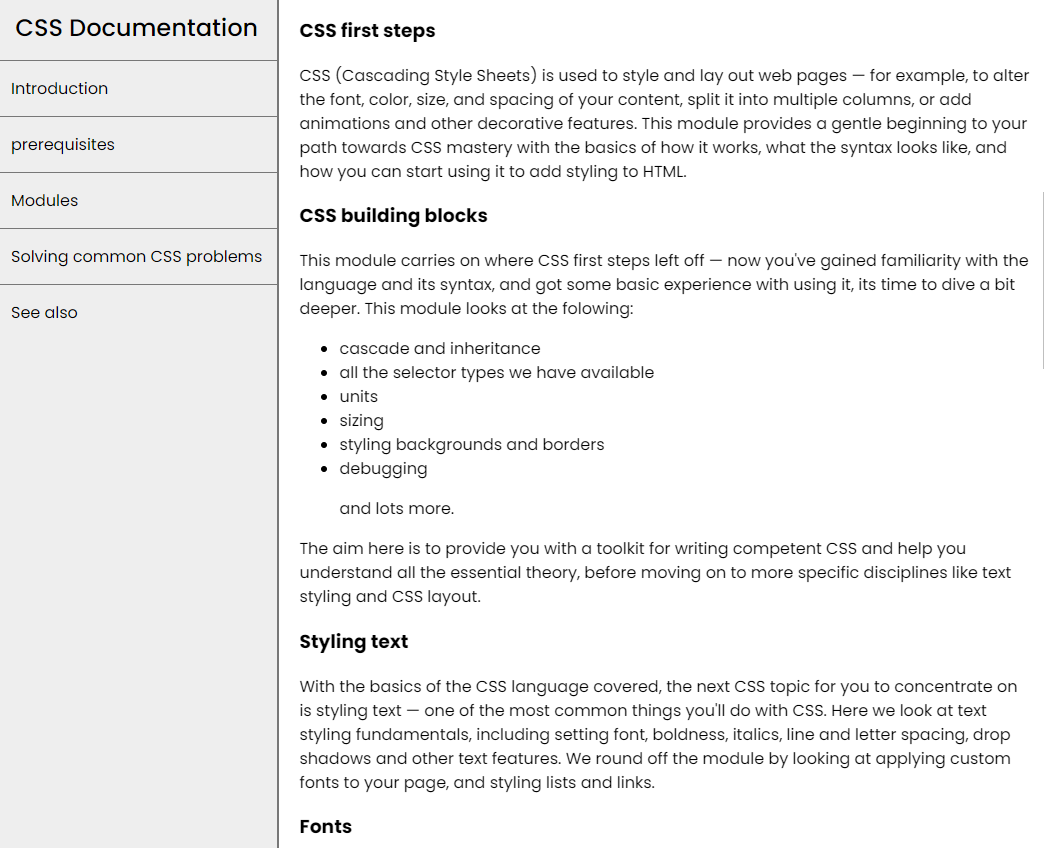 CSS Documentation
Introduction
prerequisites
Modules
Solving common CSS problems
See also
CSS first steps
CSS (Cascading Style Sheets) is used to style and lay out web pages — for example, to alter
the font, color, size, and spacing of your content, split it into multiple columns, or add
animations and other decorative features. This module provides a gentle beginning to your
path towards CSS mastery with the basics of how it works, what the syntax looks like, and
how you can start using it to add styling to HTML.
CSS building blocks
This module carries on where CSS first steps left off — now you've gained familiarity with the
language and its syntax, and got some basic experience with using it, its time to dive a bit
deeper. This module looks at the folowing:
• cascade and inheritance
• all the selector types we have available
• units
• sizing
• styling backgrounds and borders
• debugging
and lots more.
The aim here is to provide you with a toolkit for writing competent CSS and help you
understand all the essential theory, before moving on to more specific disciplines like text
styling and CSS layout.
Styling text
With the basics of the CSS language covered, the next CSS topic for you to concentrate on
is styling text — one of the most common things you'll do with CSS. Here we look at text
styling fundamentals, including setting font, boldness, italics, line and letter spacing, drop
shadows and other text features. We round off the module by looking at applying custom
fonts to your page, and styling lists and links.
Fonts